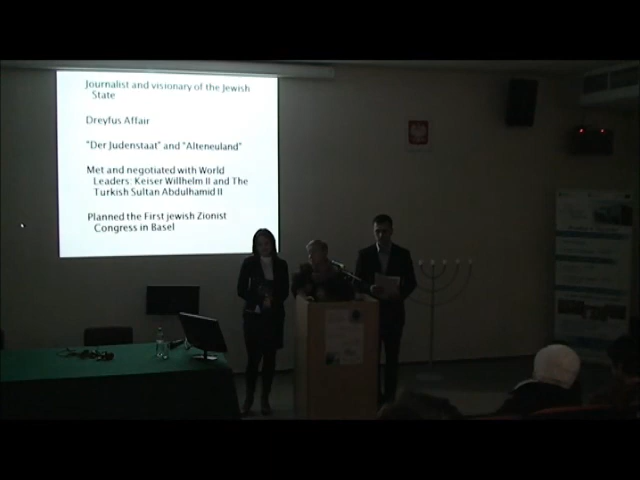 Journalist and visionary of the Jewish
State
Dreyfus Affair
"Der Judenstaat" and "Alteneuland"
Met and negotiated with World
Leaders: Keiser Willhelm II and The
Turkish Sultan Abdulhamid II
Planned the First jewish Zionist
Congress in Basel